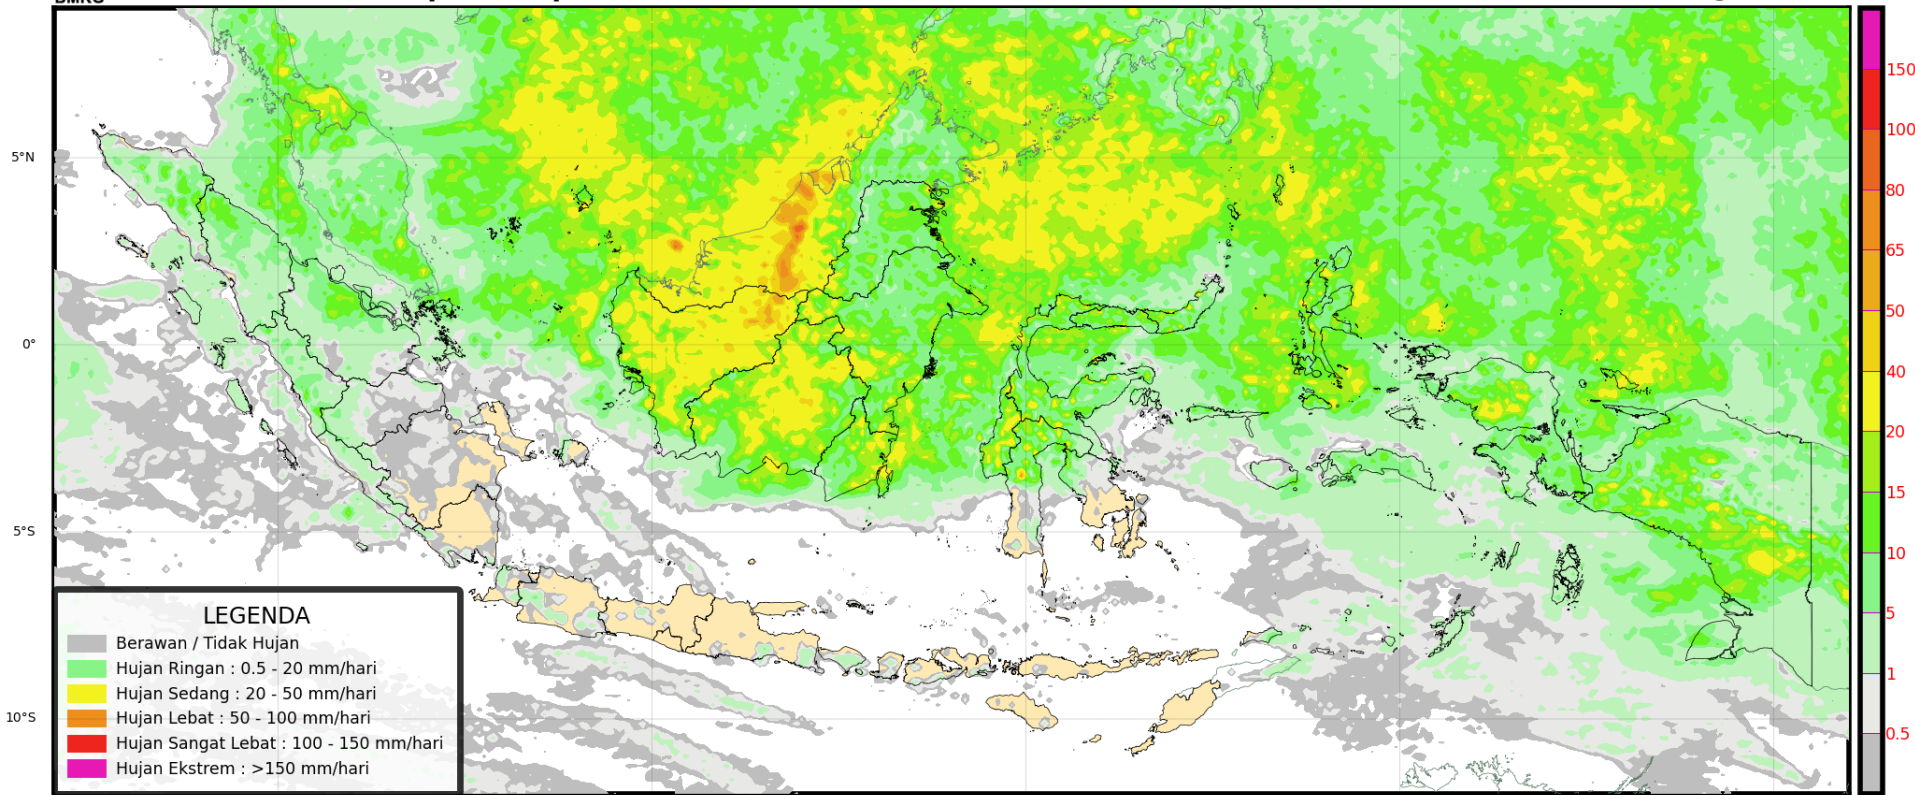 BMKG
5°N
0°
5°S
10°S
LEGENDA
Berawan / Tidak Hujan
Hujan Ringan : 0.5 - 20 mm/hari
Hujan Sedang : 20 - 50 mm/hari
Hujan Lebat : 50 - 100 mm/hari
Hujan Sangat Lebat : 100 - 150 mm/hari
Hujan Ekstrem : >150 mm/hari
150
100
80
65
50
40
20
15
10
5
1
0.5